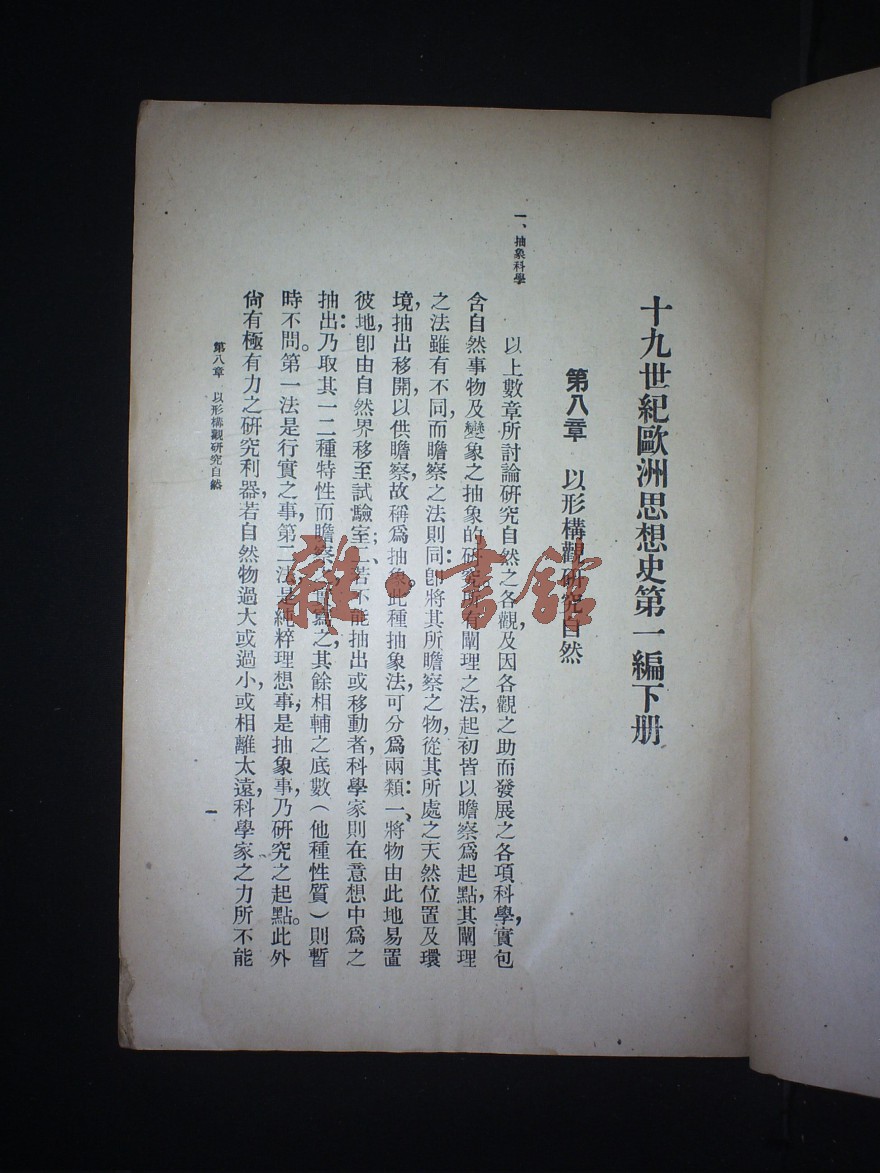 十九世紀歐洲思想史第一編下册
第八章　以形構觀研究自然
一、抽象科學
以上數章所討論研究自然之各觀及因各觀之助而發展之各項科學，實包
含自然事物及變象之抽象的研究。所有闡理之法，起初皆以瞻察爲起點，其闡理
之法雖有不同，而瞻察之法則同：卽將其所瞻察之物，從其所處之天然位置及環
境，抽出移開以供瞻察，故稱爲抽象。此種抽象法，可分爲兩類：一、將物由此地易置
彼地，卽由自然界移至試驗室；二、若不能抽出或移動者，科學家則在意想中爲之
抽出：乃取其一二種特性而瞻察之，其餘相輔之底數（他種性質）則暫
時不問。第一法是行實之事，第二法是純粹理想事，是抽象事，乃研究之起點。此外
尙有極有力之研究利器，若自然物過大或過小，或相離太遠，科學家之力所不能
第八章　以形構觀研究自然
一
雜·書館